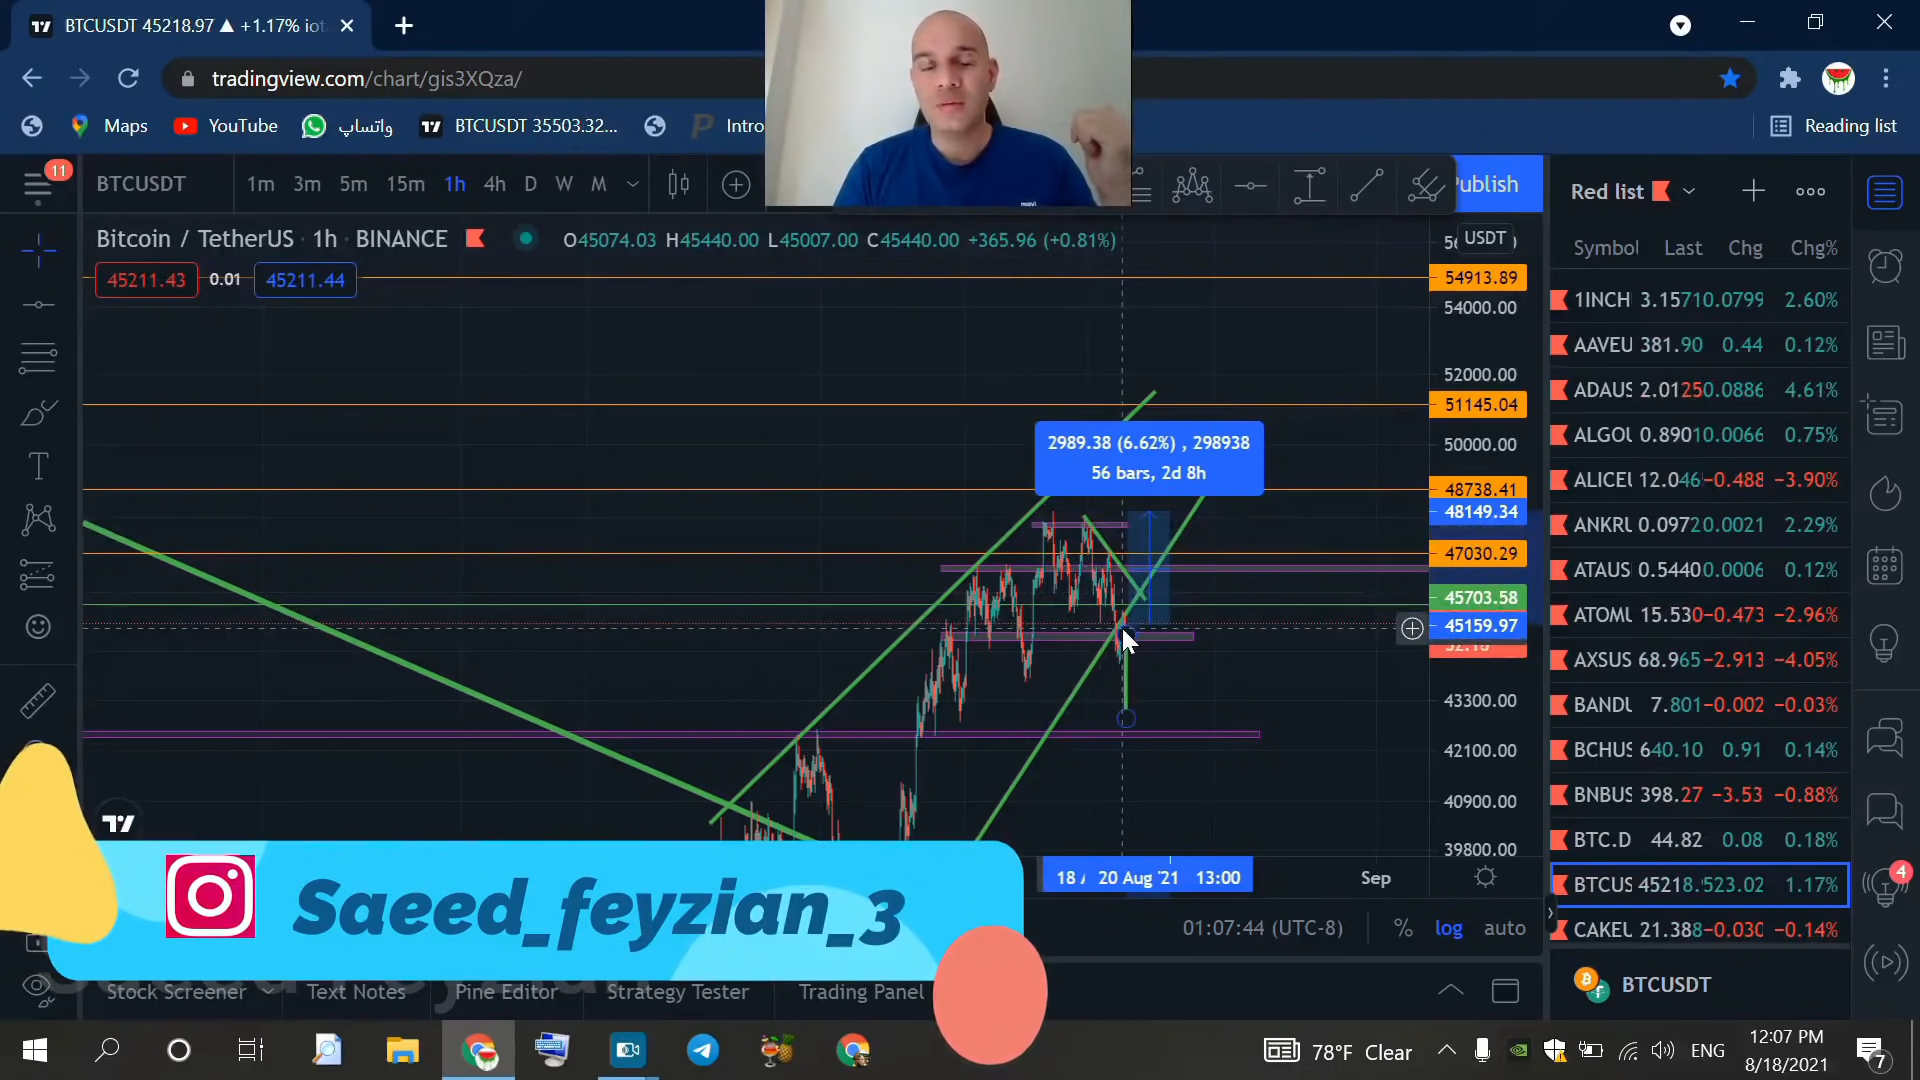 BTCUSDT 45218.97 ▲ +1.17%
tradingview.com/chart/gis3XQza/
Maps
YouTube
واتساپ
BTCUSDT 35503.32...
Intro
Reading list
11
BTCUSDT
1m 3m 5m 15m 1h 4h D W M
Publish
Red list
Bitcoin / TetherUS · 1h · BINANCE
O45074.03 H45440.00 L45007.00 C45440.00 +365.96 (+0.81%)
USDT
Symbol Last Chg Chg%
45211.43 0.01 45211.44
54913.89
54000.00
52000.00
51145.04
50000.00
48738.41
48149.34
47030.29
45703.58
45159.97
43300.00
42100.00
40900.00
39800.00
2989.38 (6.62%) , 298938
56 bars, 2d 8h
1INCH 3.1571 0.0799 2.60%
AAVEU 381.90 0.44 0.12%
ADAUS 2.0125 0.0886 4.61%
ALGOU 0.8901 0.0066 0.75%
ALICEU 12.046 −0.488 −3.90%
ANKRU 0.0972 0.0021 2.29%
ATAUS 0.5440 0.0006 0.12%
ATOMU 15.530 −0.473 −2.96%
AXSUS 68.965 −2.913 −4.05%
BANDU 7.801 −0.002 −0.03%
BCHUS 640.10 0.91 0.14%
BNBUS 398.27 −3.53 −0.88%
BTC.D 44.82 0.08 0.18%
BTCUS 45218. 523.02 1.17%
CAKEU 21.388 −0.030 −0.14%
4
20 Aug '21 13:00
Sep
Saeed_feyzian_3
01:07:44 (UTC-8)
% log auto
Stock Screener
Text Notes
Pine Editor
Strategy Tester
Trading Panel
BTCUSDT
78°F Clear
ENG
12:07 PM
8/18/2021
7